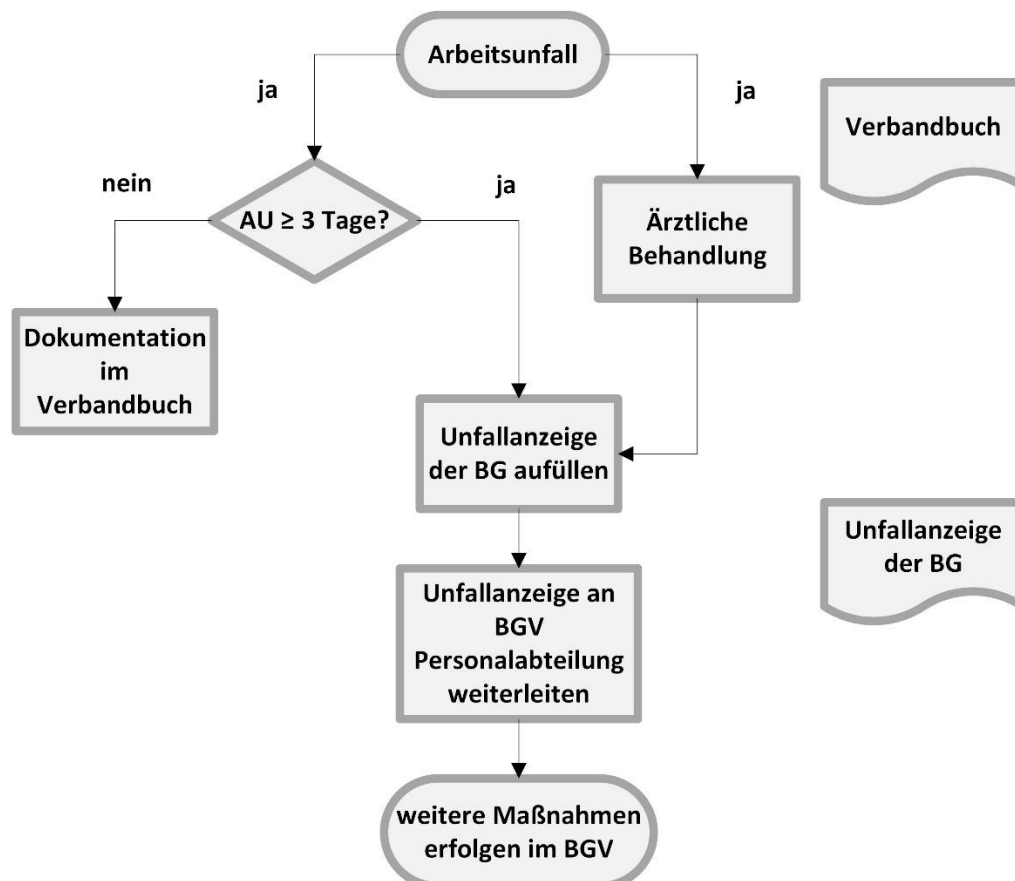 Arbeitsunfall
ja
ja
Verbandbuch
nein
ja
AU ≥ 3 Tage?
Ärztliche
Behandlung
Dokumentation
im
Verbandbuch
Unfallanzeige
der BG aufüllen
Unfallanzeige
der BG
Unfallanzeige an
BGV
Personalabteilung
weiterleiten
weitere Maßnahmen
erfolgen im BGV